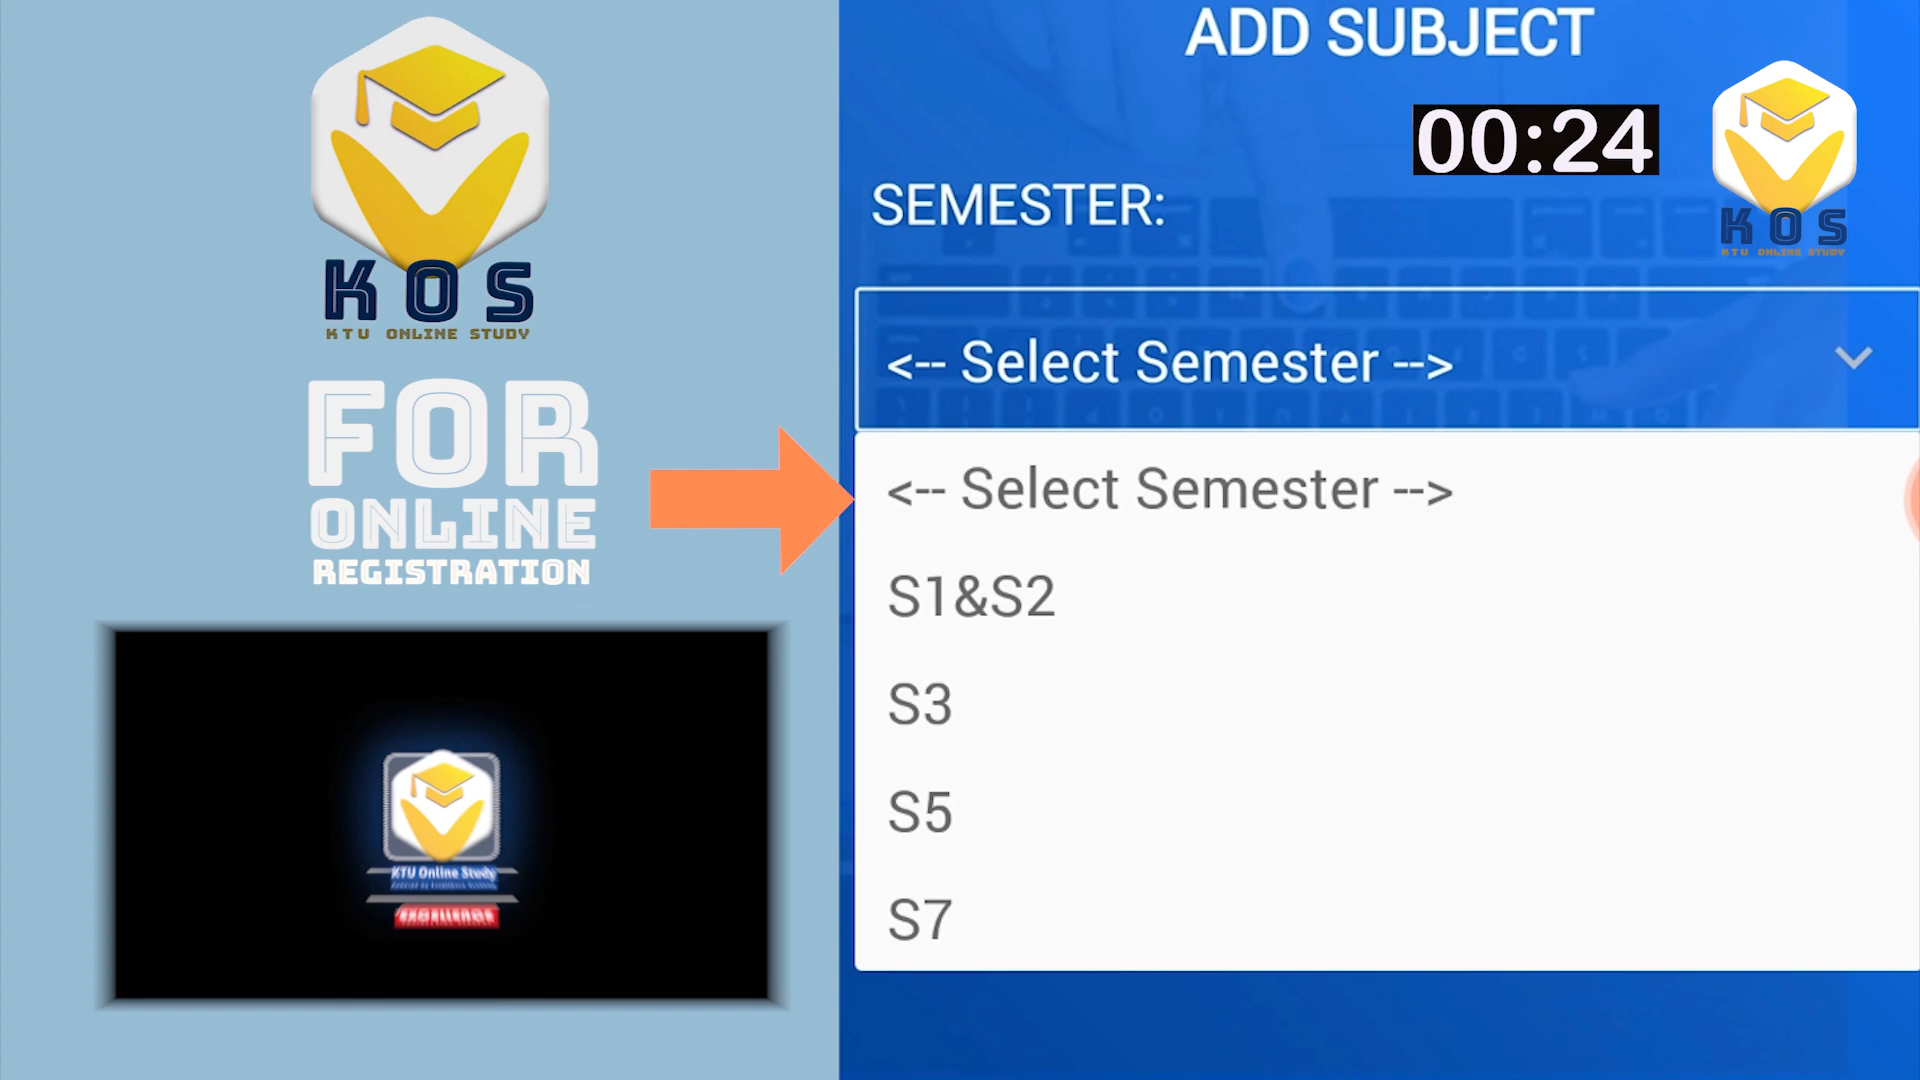 KOS
KTU ONLINE STUDY
FOR
ONLINE
REGISTRATION
KTU Online Study
ADD SUBJECT
00:24
KOS
KTU ONLINE STUDY
SEMESTER:
<-- Select Semester -->
<-- Select Semester -->
S1&S2
S3
S5
S7